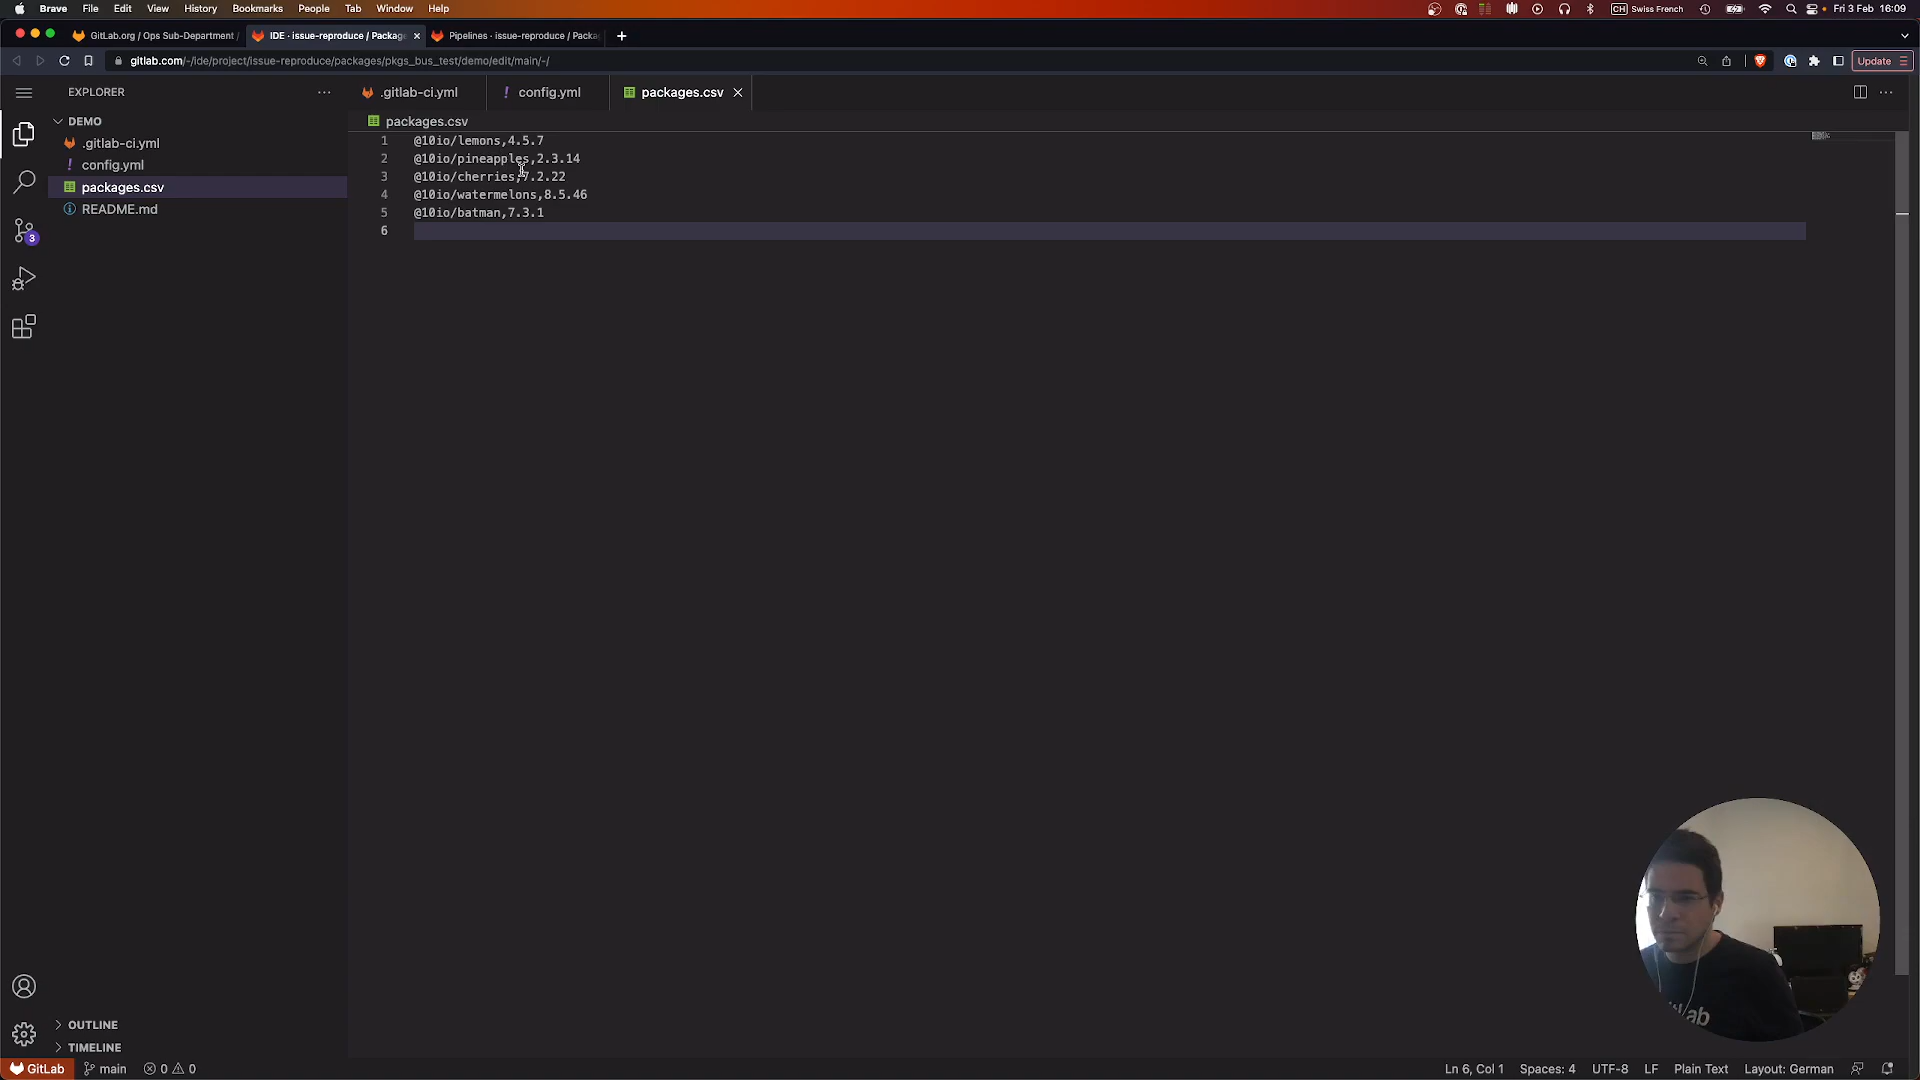 Brave File Edit View History Bookmarks People Tab Window Help CH Swiss French Fri 3 Feb 16:09
GitLab.org / Ops Sub-Department / IDE · issue-reproduce / Package Pipelines · issue-reproduce / Packa
gitlab.com/-/ide/project/issue-reproduce/packages/pkgs_bus_test/demo/edit/main/-/ Update
EXPLORER
DEMO
.gitlab-ci.yml
config.yml
packages.csv
README.md
3
.gitlab-ci.yml config.yml packages.csv
packages.csv
1 @10io/lemons,4.5.7
2 @10io/pineapples,2.3.14
3 @10io/cherries,7.2.22
4 @10io/watermelons,8.5.46
5 @10io/batman,7.3.1
6
OUTLINE
TIMELINE
GitLab main 0 0 Ln 6, Col 1 Spaces: 4 UTF-8 LF Plain Text Layout: German